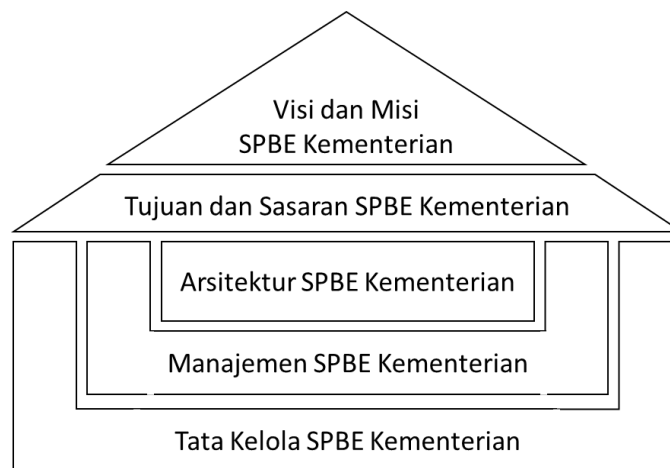 Visi dan Misi
SPBE Kementerian
Tujuan dan Sasaran SPBE Kementerian
Arsitektur SPBE Kementerian
Manajemen SPBE Kementerian
Tata Kelola SPBE Kementerian